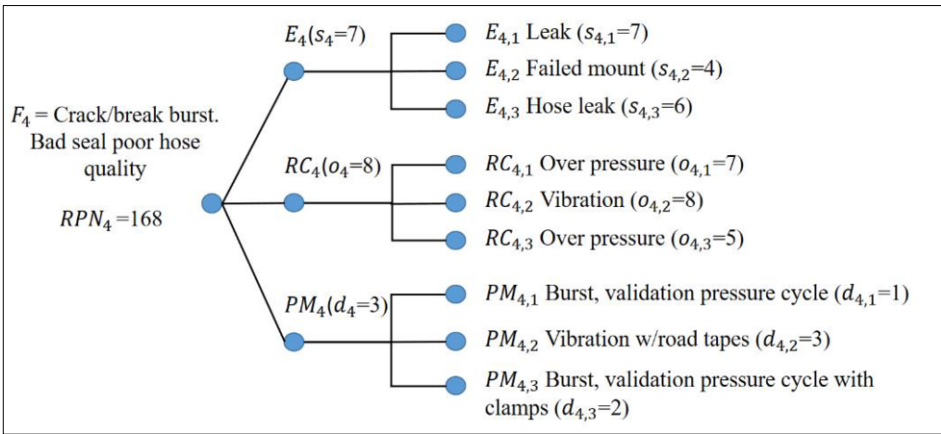 F₄ = Crack/break burst.
Bad seal poor hose
quality
RPN₄ =168
E₄(s₄=7)
E₄,₁ Leak (s₄,₁=7)
E₄,₂ Failed mount (s₄,₂=4)
E₄,₃ Hose leak (s₄,₃=6)
RC₄(o₄=8)
RC₄,₁ Over pressure (o₄,₁=7)
RC₄,₂ Vibration (o₄,₂=8)
RC₄,₃ Over pressure (o₄,₃=5)
PM₄(d₄=3)
PM₄,₁ Burst, validation pressure cycle (d₄,₁=1)
PM₄,₂ Vibration w/road tapes (d₄,₂=3)
PM₄,₃ Burst, validation pressure cycle with
clamps (d₄,₃=2)